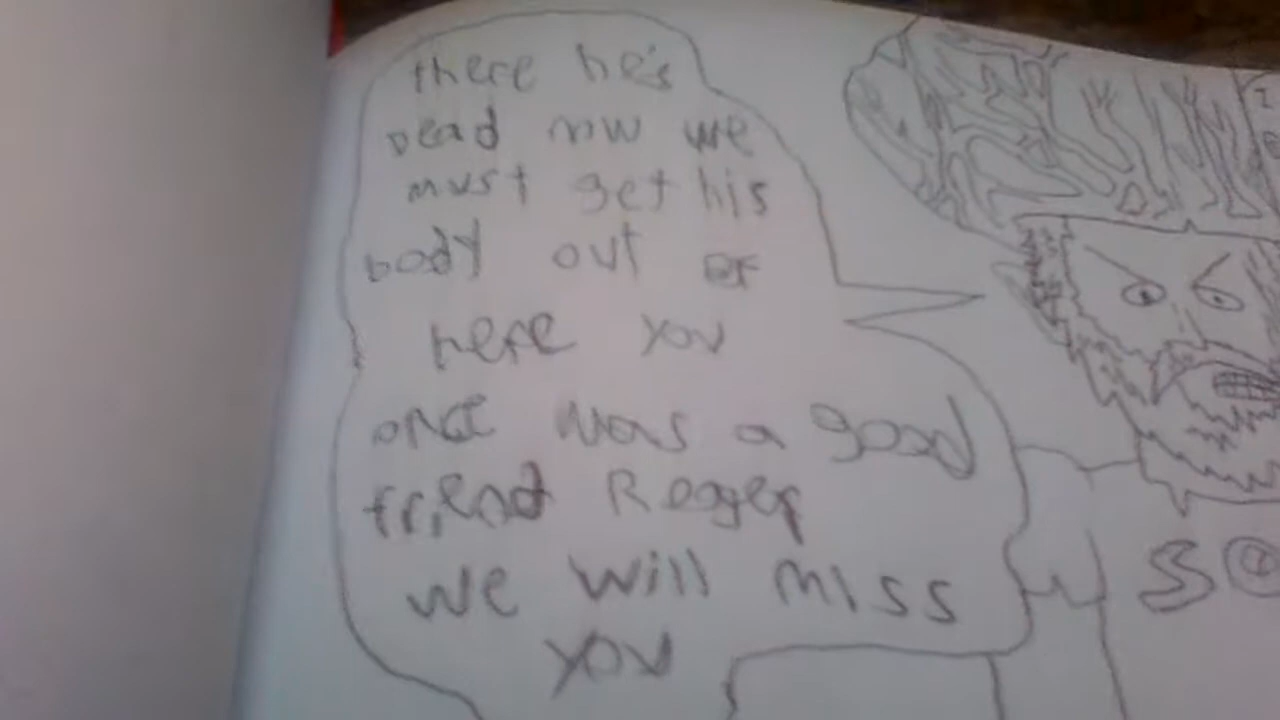 there he's
Dead now we
must get his
body out of
here you
once was a good
friend Roger
we will miss
you